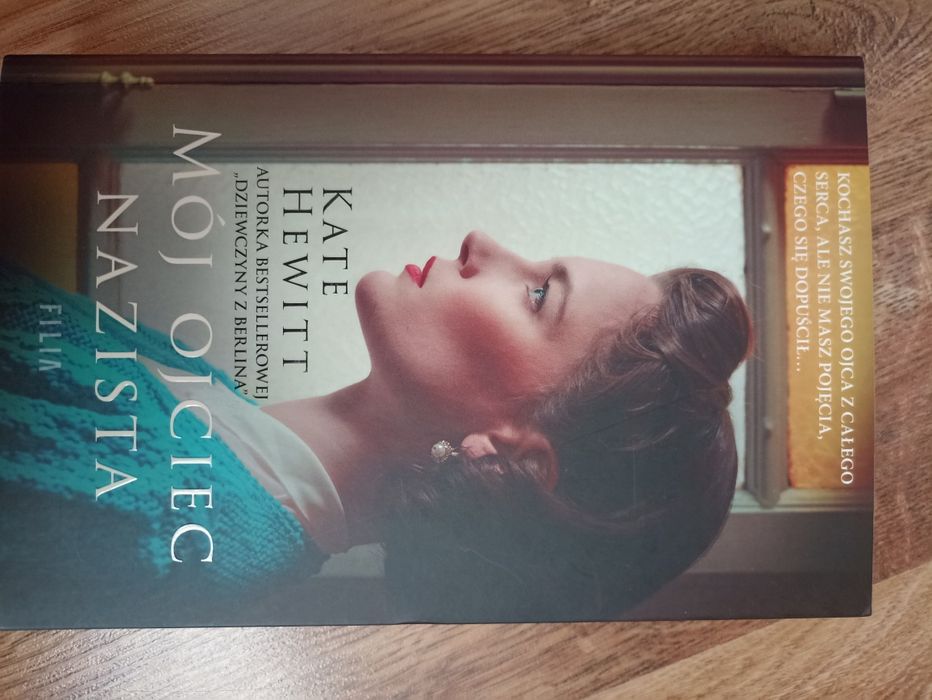 KOCHASZ SWOJEGO OJCA Z CAŁEGO
SERCA, ALE NIE MASZ POJĘCIA,
CZEGO SIĘ DOPUŚCIŁ...
KATE
HEWITT
AUTORKA BESTSELLEROWEJ
„DZIEWCZYNY Z BERLINA”
MÓJ OJCIEC
NAZISTA
FILIA